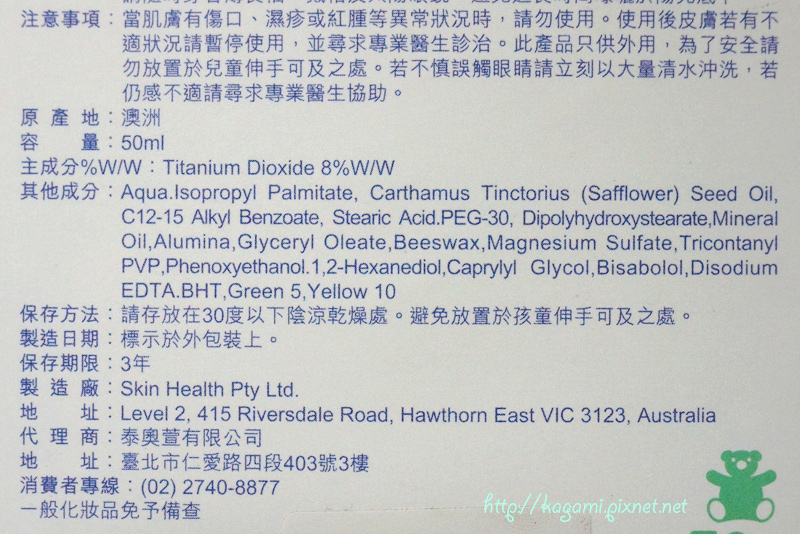 注意事項：當肌膚有傷口、濕疹或紅腫等異常狀況時，請勿使用。使用後皮膚若有不
適狀況請暫停使用，並尋求專業醫生診治。此產品只供外用，為了安全請
勿放置於兒童伸手可及之處。若不慎誤觸眼睛請立刻以大量清水沖洗，若
仍感不適請尋求專業醫生協助。
原產地：澳洲
容量：50ml
主成分%W/W：Titanium Dioxide 8%W/W
其他成分：Aqua.Isopropyl Palmitate, Carthamus Tinctorius (Safflower) Seed Oil,
C12-15 Alkyl Benzoate, Stearic Acid.PEG-30, Dipolyhydroxystearate,Mineral
Oil,Alumina,Glyceryl Oleate,Beeswax,Magnesium Sulfate,Tricontanyl
PVP,Phenoxyethanol.1,2-Hexanediol,Caprylyl Glycol,Bisabolol,Disodium
EDTA.BHT,Green 5,Yellow 10
保存方法：請存放在30度以下陰涼乾燥處。避免放置於孩童伸手可及之處。
製造日期：標示於外包裝上。
保存期限：3年
製造廠：Skin Health Pty Ltd.
地址：Level 2, 415 Riversdale Road, Hawthorn East VIC 3123, Australia
代理商：泰奧萱有限公司
地址：臺北市仁愛路四段403號3樓
消費者專線：(02) 2740-8877
一般化妝品免予備查
http://kagami.pixnet.net